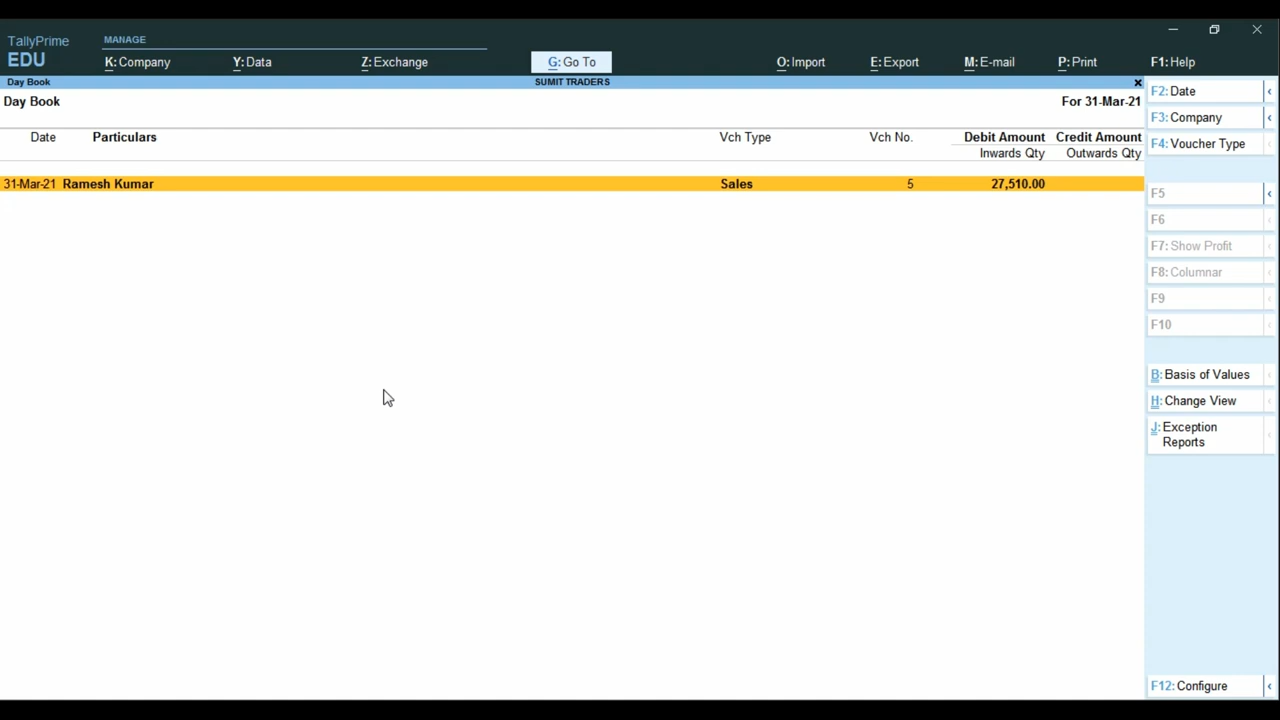 TallyPrime
EDU
MANAGE
K: Company
Y: Data
Z: Exchange
G: Go To
O: Import
E: Export
M: E-mail
P: Print
F1: Help
Day Book
SUMIT TRADERS
Day Book
For 31-Mar-21
Date Particulars Vch Type Vch No. Debit Amount Credit Amount
Inwards Qty Outwards Qty
31-Mar-21 Ramesh Kumar Sales 5 27,510.00
F2: Date
F3: Company
F4: Voucher Type
F5
F6
F7: Show Profit
F8: Columnar
F9
F10
B: Basis of Values
H: Change View
J: Exception
Reports
F12: Configure